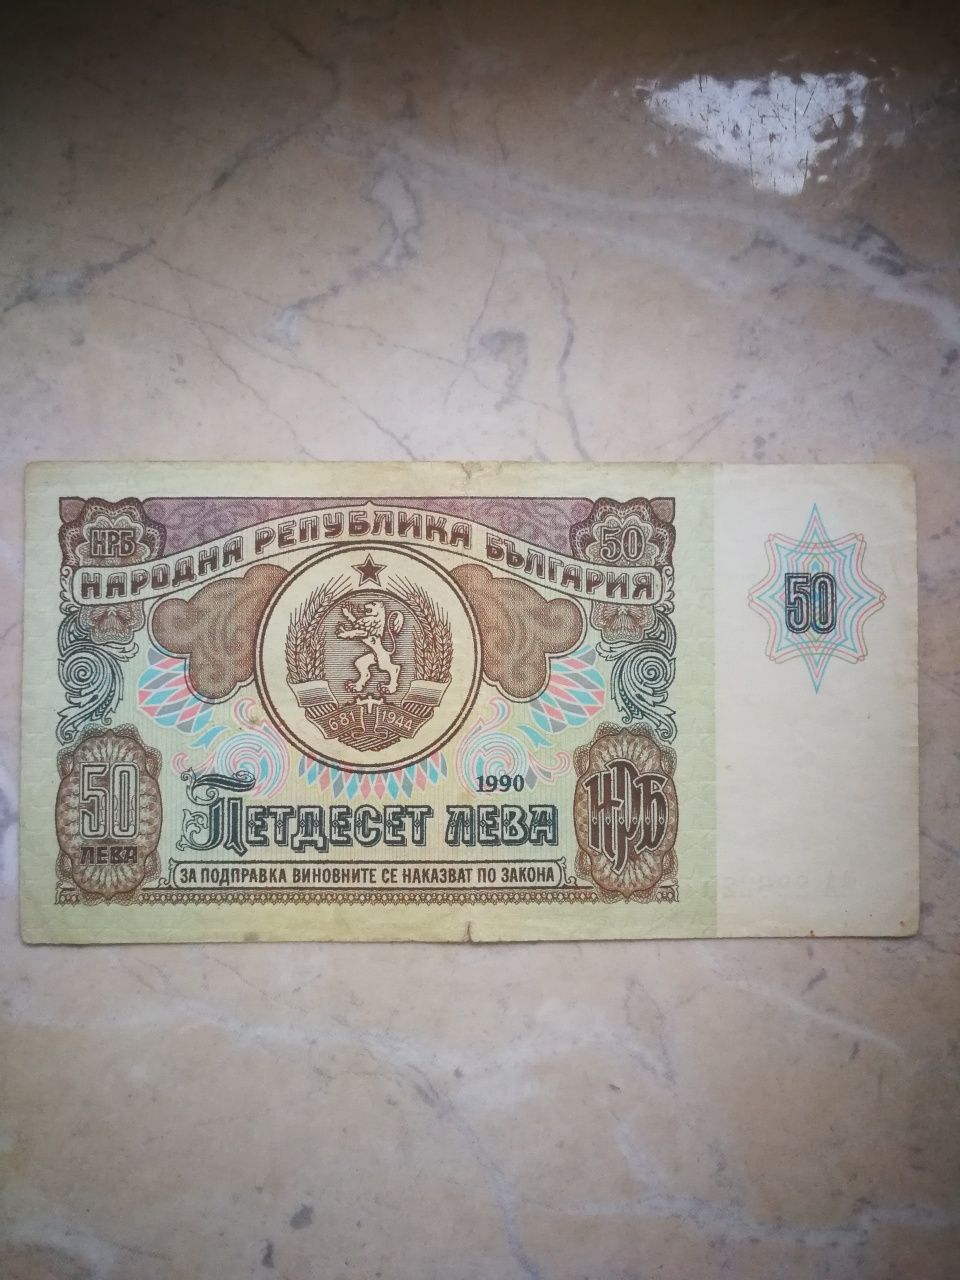 НАРОДНА РЕПУБЛИКА БЪЛГАРИЯ
НРБ
50
50
681 1944
1990
50
ЛЕВА
ПЕТДЕСЕТ ЛЕВА
НРБ
ЗА ПОДПРАВКА ВИНОВНИТЕ СЕ НАКАЗВАТ ПО ЗАКОНА